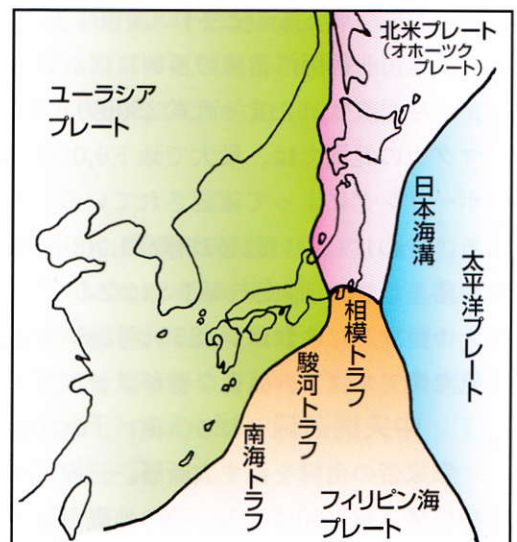 北米プレート
(オホーツク
プレート)
ユーラシア
プレート
日本海溝
太平洋プレート
相模トラフ
駿河トラフ
南海トラフ
フィリピン海
プレート